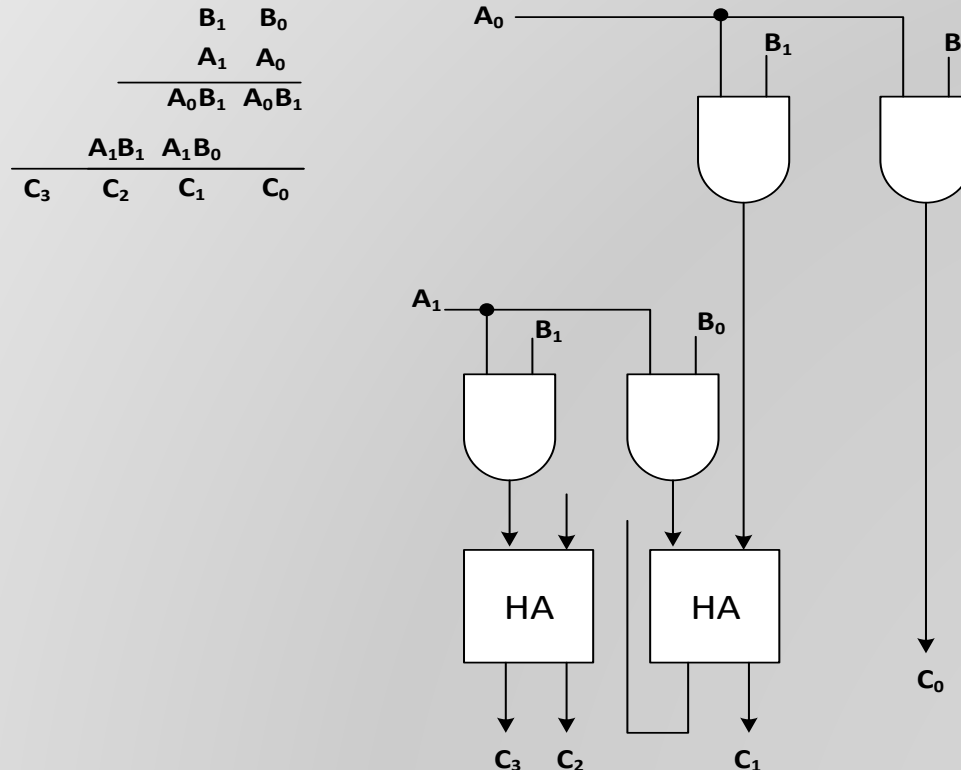 B₁ B₀
A₁ A₀
A₀B₁ A₀B₁
A₁B₁ A₁B₀
C₃ C₂ C₁ C₀
A₀
B₁ B
A₁
B₁ B₀
HA HA
C₀
C₃ C₂ C₁